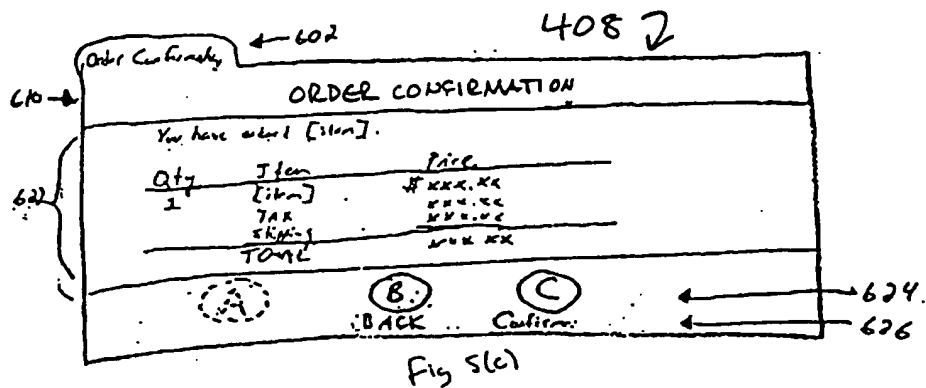 408
602
Order Confirmation
610
ORDER CONFIRMATION
You have ordered [item].
622
Qty Item Price
1 [item] $xxx.xx
TAX xxx.xx
Shipping xxx.xx
TOTAL xxx xx
A B C
624
BACK Confirm
626
Fig 5(c)